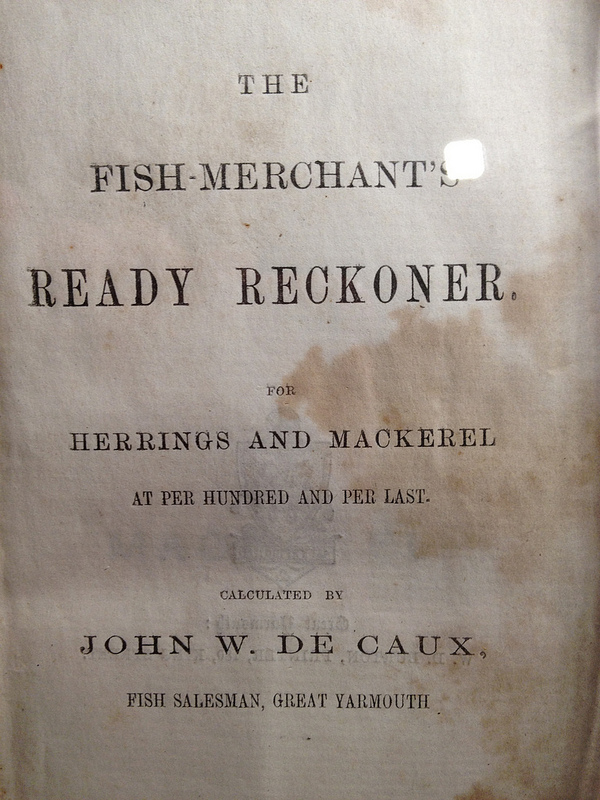 THE
FISH-MERCHANT'S
READY RECKONER.
FOR
HERRINGS AND MACKEREL
AT PER HUNDRED AND PER LAST.
CALCULATED BY
JOHN W. DE CAUX,
FISH SALESMAN, GREAT YARMOUTH